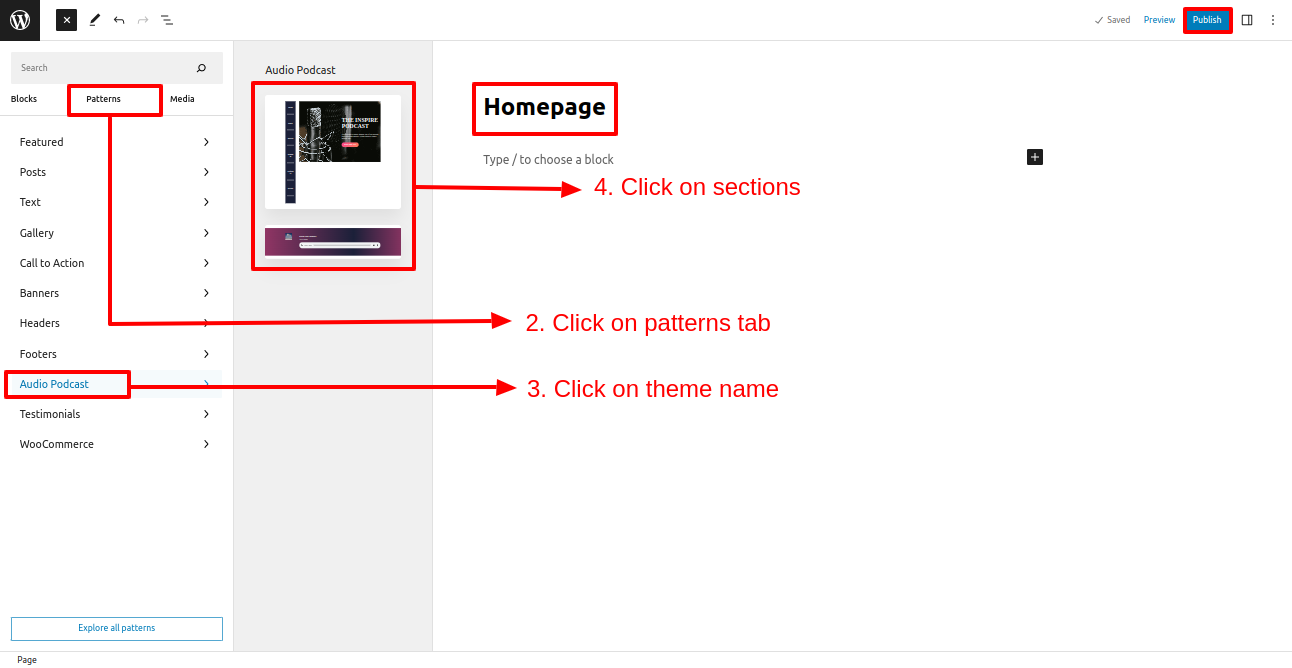 Saved
Preview
Publish
Search
Blocks
Patterns
Media
Featured
Posts
Text
Gallery
Call to Action
Banners
Headers
Footers
Audio Podcast
Testimonials
WooCommerce
Explore all patterns
Page
Audio Podcast
THE INSPIRE
PODCAST
Homepage
Type / to choose a block
4. Click on sections
2. Click on patterns tab
3. Click on theme name